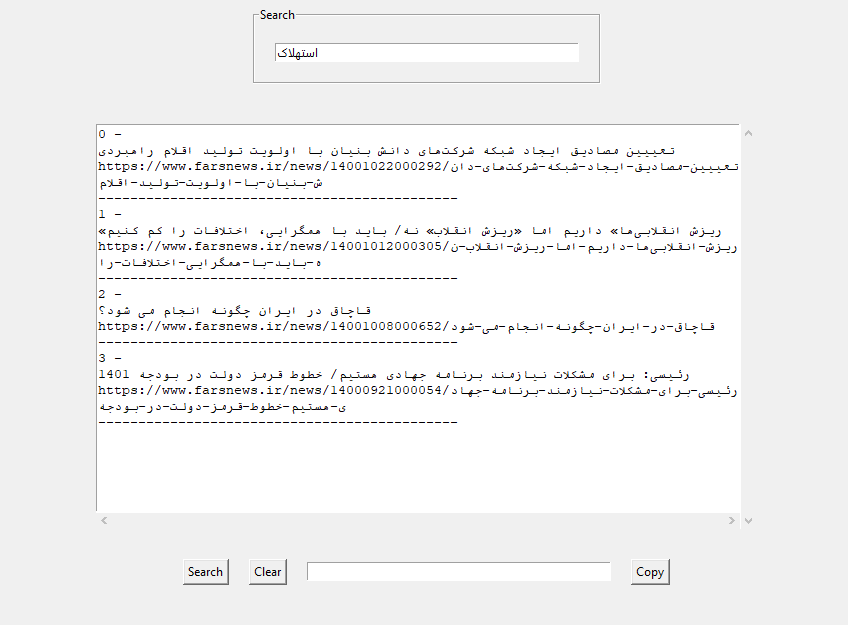 Search
استهلاک
0 -
تعییین مصادیق ایجاد شبکه شرکت‌های دانش بنیان با اولویت تولید اقلام راهبردی
https://www.farsnews.ir/news/14001022000292/تعییین-مصادیق-ایجاد-شبکه-شرکت‌های-دان
ش-بنیان-با-اولویت-تولید-اقلام
---------------------------------------------
1 -
«ریزش انقلابی‌ها» داریم اما «ریزش انقلاب» نه/ باید با همگرایی، اختلافات را کم کنیم
https://www.farsnews.ir/news/14001012000305/ریزش-انقلابی‌ها-داریم-اما-ریزش-انقلاب-ن
ه-باید-با-همگرایی-اختلافات-را
---------------------------------------------
2 -
قاچاق در ایران چگونه انجام می شود؟
https://www.farsnews.ir/news/14001008000652/قاچاق-در-ایران-چگونه-انجام-می-شود
---------------------------------------------
3 -
رئیسی: برای مشکلات نیازمند برنامه جهادی هستیم/ خطوط قرمز دولت در بودجه 1401
https://www.farsnews.ir/news/14000921000054/رئیسی-برای-مشکلات-نیازمند-برنامه-جهاد
ی-هستیم-خطوط-قرمز-دولت-در-بودجه
---------------------------------------------
Search Clear Copy